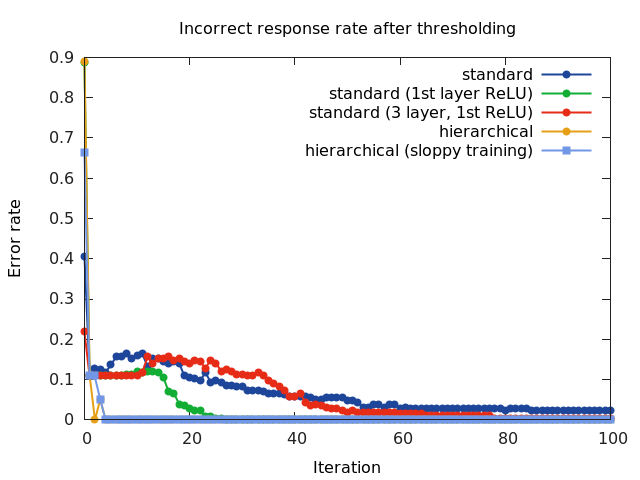 Incorrect response rate after thresholding
0.9
0.8
0.7
0.6
0.5
0.4
0.3
0.2
0.1
0
Error rate
standard
standard (1st layer ReLU)
standard (3 layer, 1st ReLU)
hierarchical
hierarchical (sloppy training)
0 20 40 60 80 100
Iteration